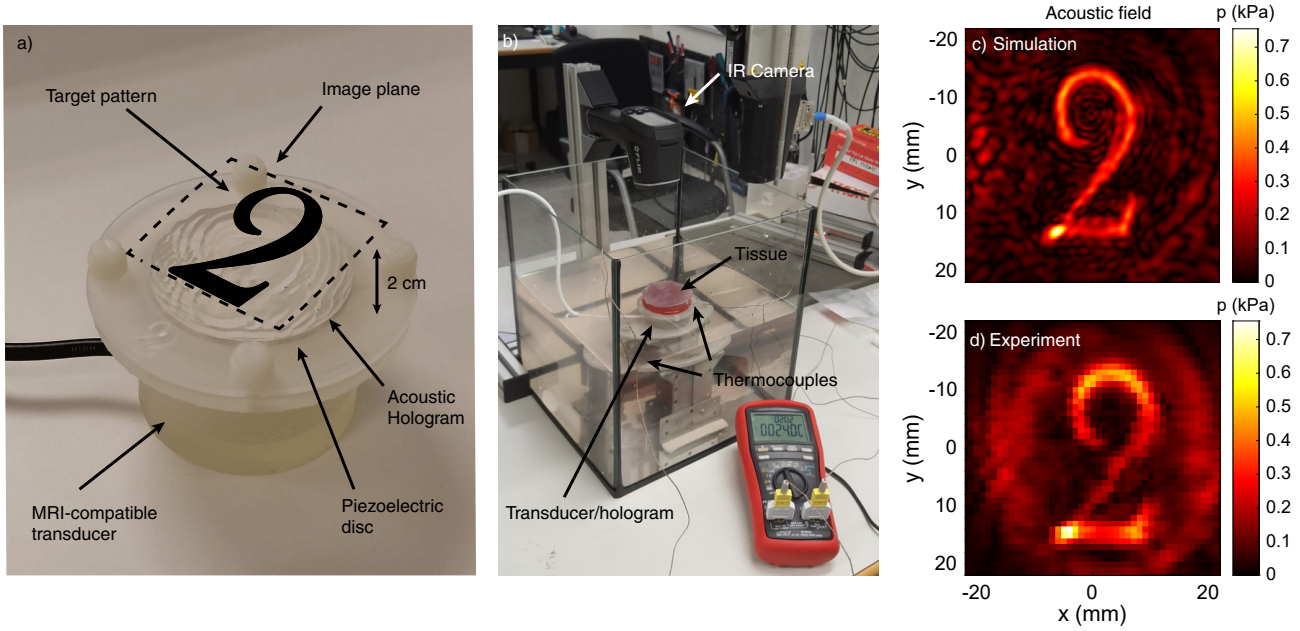 a)
Target pattern
Image plane
2
2 cm
Acoustic
Hologram
MRI-compatible
transducer
Piezoelectric
disc
b)
IR Camera
Tissue
Thermocouples
Transducer/hologram
Acoustic field
p (kPa)
c) Simulation
-20
-10
0
10
20
y (mm)
0.7
0.6
0.5
0.4
0.3
0.2
0.1
0
p (kPa)
d) Experiment
-20
-10
0
10
20
y (mm)
0.7
0.6
0.5
0.4
0.3
0.2
0.1
0
-20
0
20
x (mm)